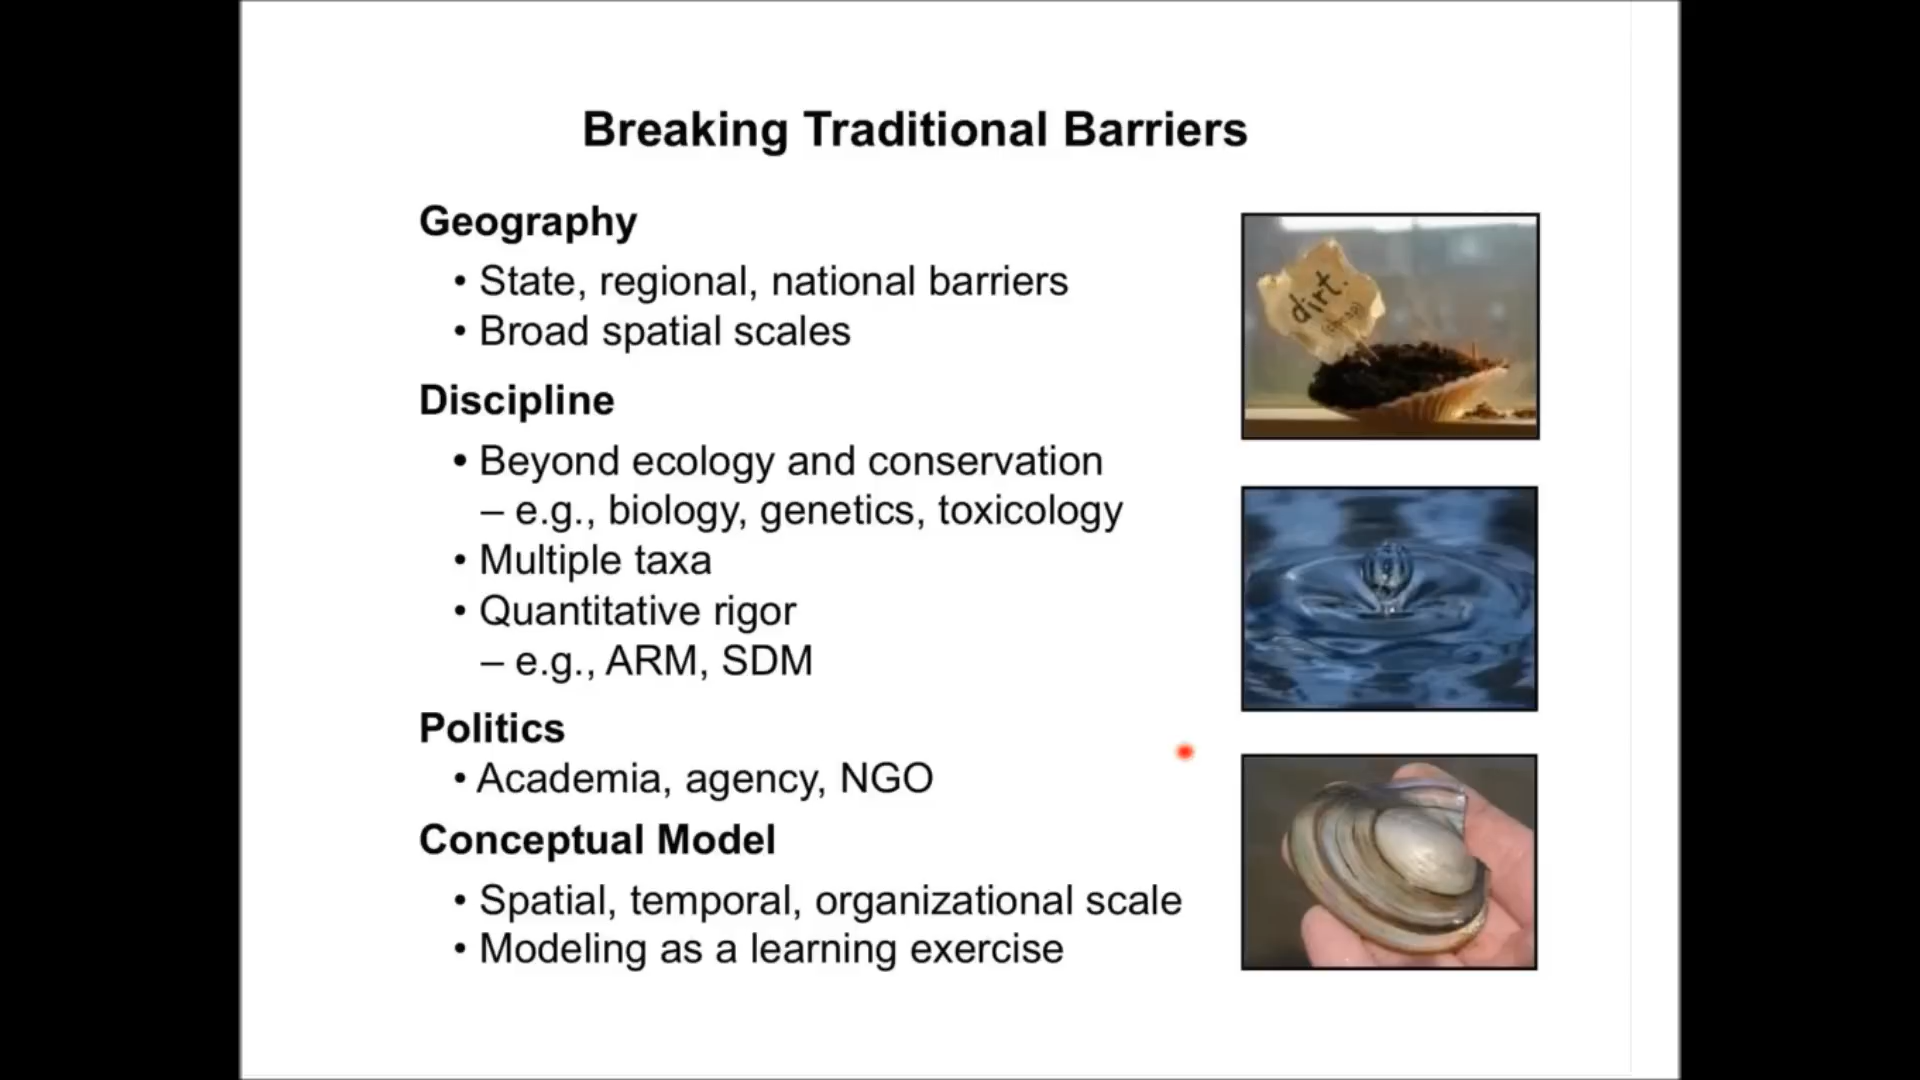 Breaking Traditional Barriers
Geography
• State, regional, national barriers
• Broad spatial scales
Discipline
• Beyond ecology and conservation
– e.g., biology, genetics, toxicology
• Multiple taxa
• Quantitative rigor
– e.g., ARM, SDM
Politics
• Academia, agency, NGO
Conceptual Model
• Spatial, temporal, organizational scale
• Modeling as a learning exercise
dirt.